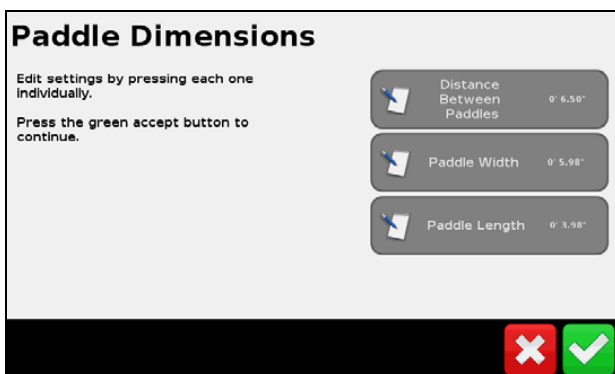 Paddle Dimensions
Edit settings by pressing each one
individually.
Press the green accept button to
continue.
Distance
Between
Paddles
0' 6.50"
Paddle Width 0' 5.98"
Paddle Length 0' 3.98"